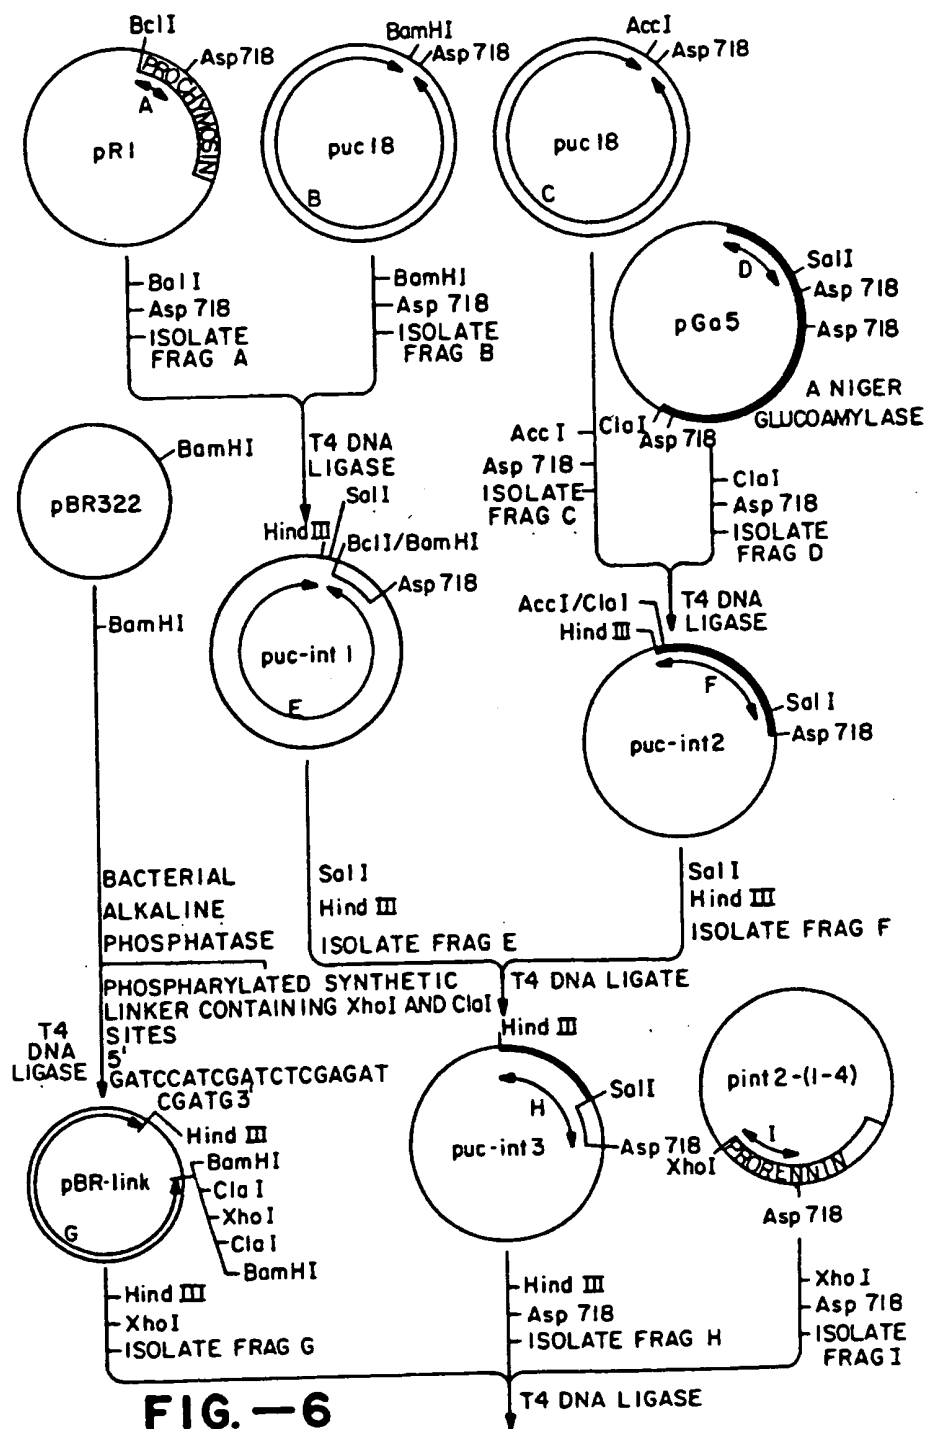 BclI
Asp718
PROCHYMOSIN
A
pR1
BamHI
Asp718
puc18
B
AccI
Asp718
puc18
C
D
SalI
Asp 718
Asp 718
pGa5
A NIGER
GLUCOAMYLASE
ClaI
Asp 718
BalI
Asp 718
ISOLATE
FRAG A
BamHI
Asp 718
ISOLATE
FRAG B
T4 DNA
LIGASE
AccI
Asp 718
ISOLATE
FRAG C
ClaI
Asp 718
ISOLATE
FRAG D
T4 DNA
LIGASE
BamHI
pBR322
BamHI
SalI
Hind III
BclI/BamHI
Asp 718
puc-int 1
E
AccI/ClaI
Hind III
F
Sal I
Asp 718
puc-int2
BACTERIAL
ALKALINE
PHOSPHATASE
SalI
Hind III
ISOLATE FRAG E
SalI
Hind III
ISOLATE FRAG F
T4 DNA LIGATE
PHOSPHARYLATED SYNTHETIC
LINKER CONTAINING XhoI AND ClaI
SITES
T4
DNA
LIGASE
5'
GATCCATCGATCTCGAGAT
CGATG3'
Hind III
BamHI
Cla I
XhoI
ClaI
BamHI
pBR-link
G
Hind III
SalI
H
Asp 718
puc-int3
pint2-(1-4)
I
XhoI
PRORENNIN
Asp 718
Hind III
XhoI
ISOLATE FRAG G
Hind III
Asp 718
ISOLATE FRAG H
XhoI
Asp 718
ISOLATE
FRAG I
T4 DNA LIGASE
FIG.-6